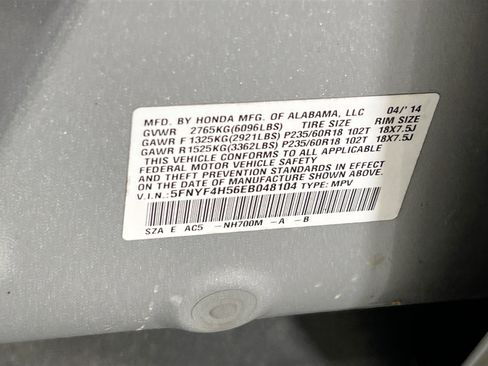 MFD. BY HONDA MFG. OF ALABAMA, LLC 04/'14
GVWR 2765KG(6096LBS) TIRE SIZE RIM SIZE
GAWR F 1325KG(2921LBS) P235/60R18 102T 18X7.5J
GAWR R1525KG(3362LBS) P235/60R18 102T 18X7.5J
THIS VEHICLE CONFORMS TO ALL APPLICABLE
FEDERAL MOTOR VEHICLE SAFETY
AND THEFT PREVENTION STANDARDS IN EFFECT
ON THE DATE OF MANUFACTURE SHOWN ABOVE.
V.I.N.: 5FNYF4H56EB048104 TYPE: MPV
SZA E AC5 -NH700M -A -B